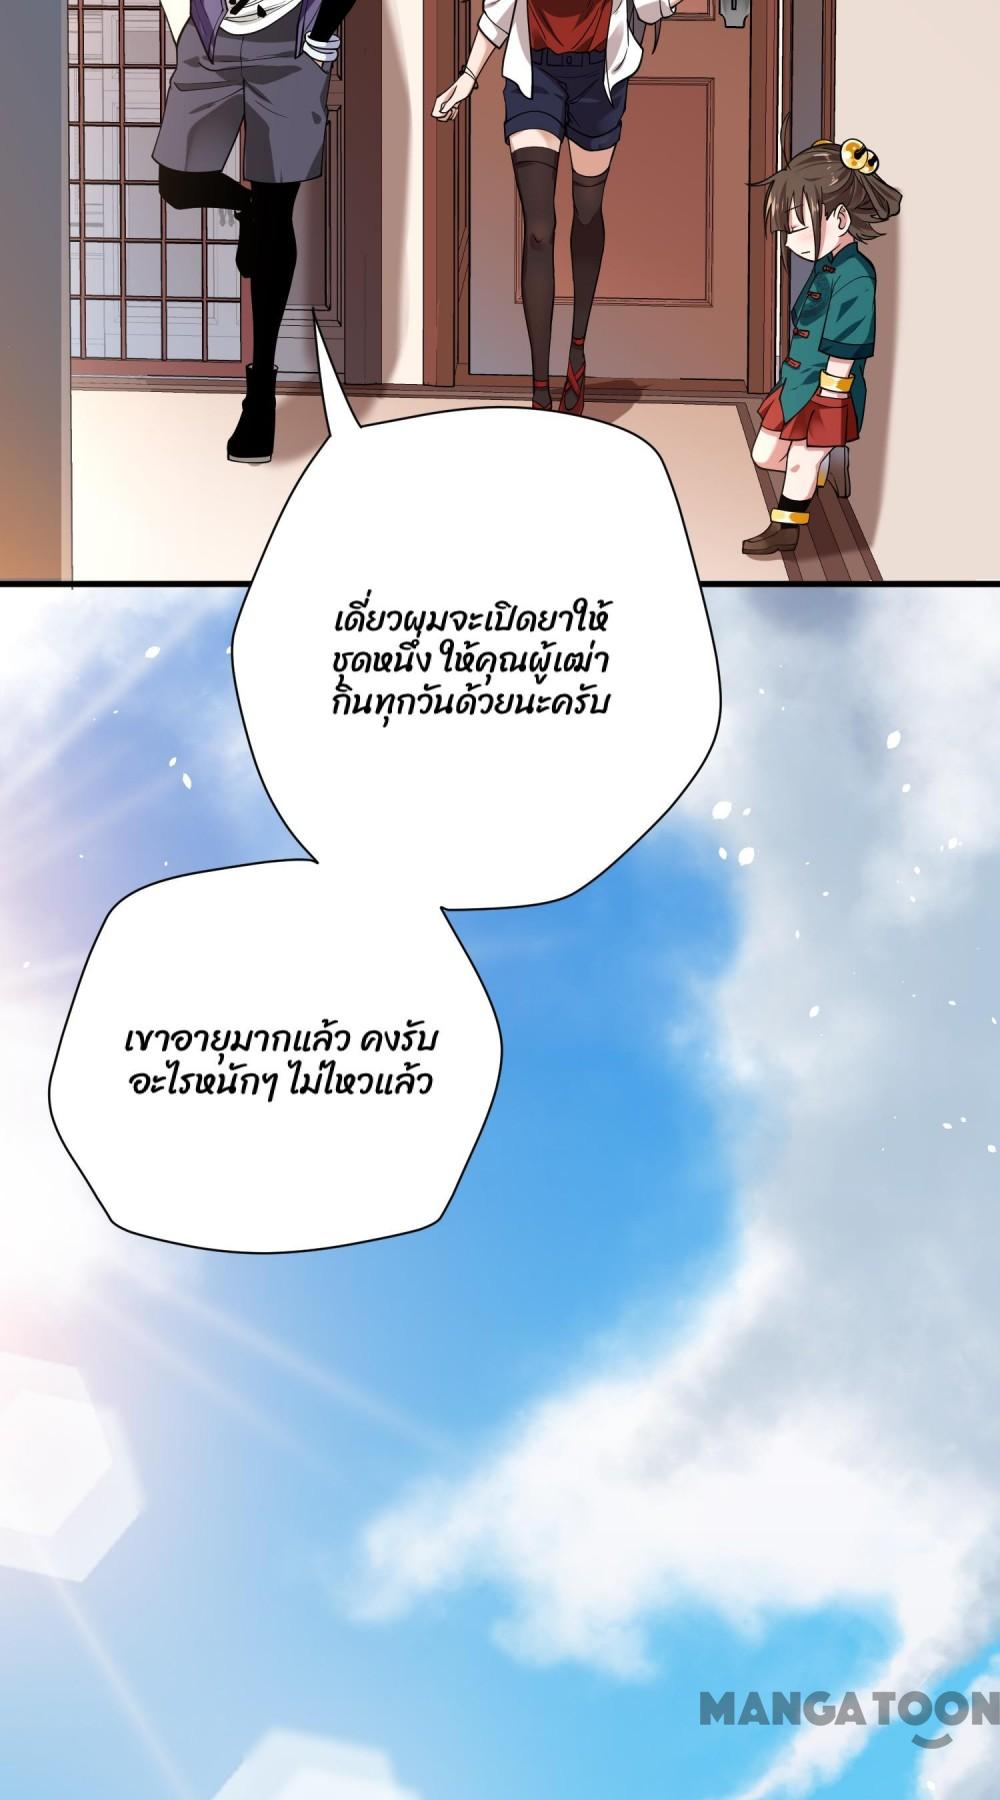 เดี่ยวผมจะเปิดยาให้
ชุดหนึ่ง ให้คุณผู้เฒ่า
กินทุกวันด้วยนะครับ
เขาอายุมากแล้ว คงรับ
อะไรหนักๆ ไม่ไหวแล้ว
MANGATOON